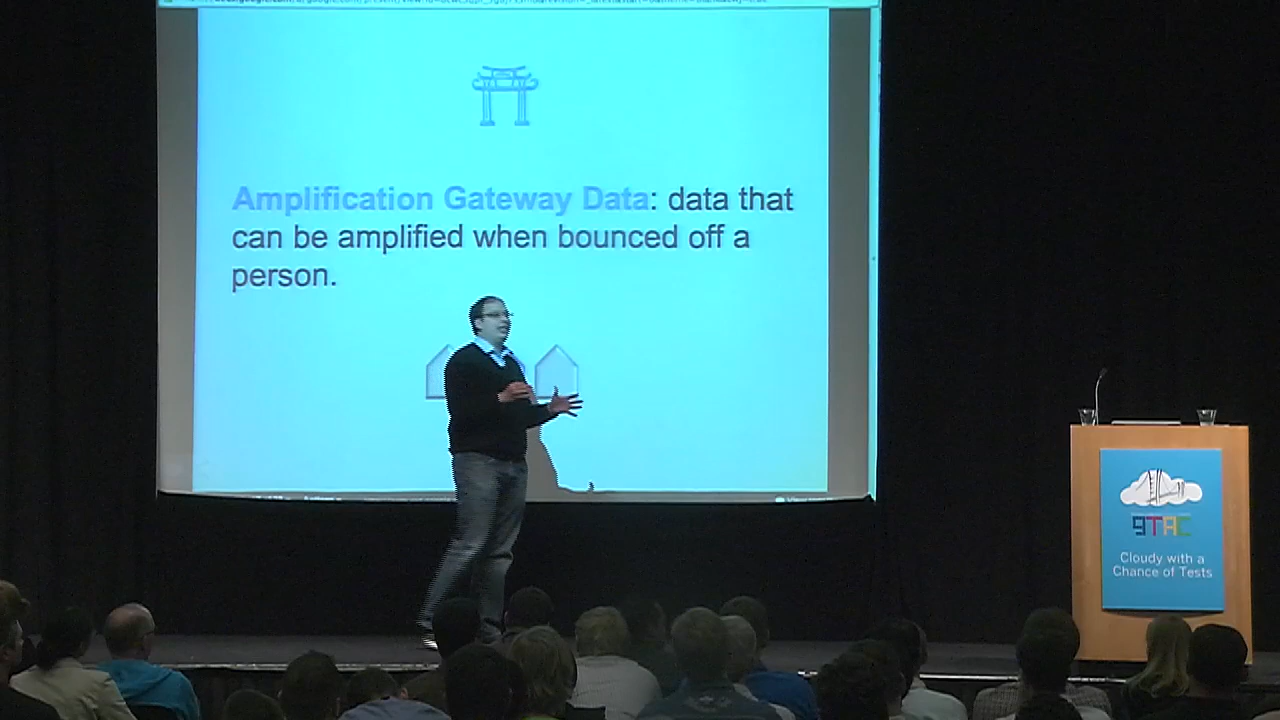 Amplification Gateway Data: data that
can be amplified when bounced off a
person.
gTAC
Cloudy with a
Chance of Tests